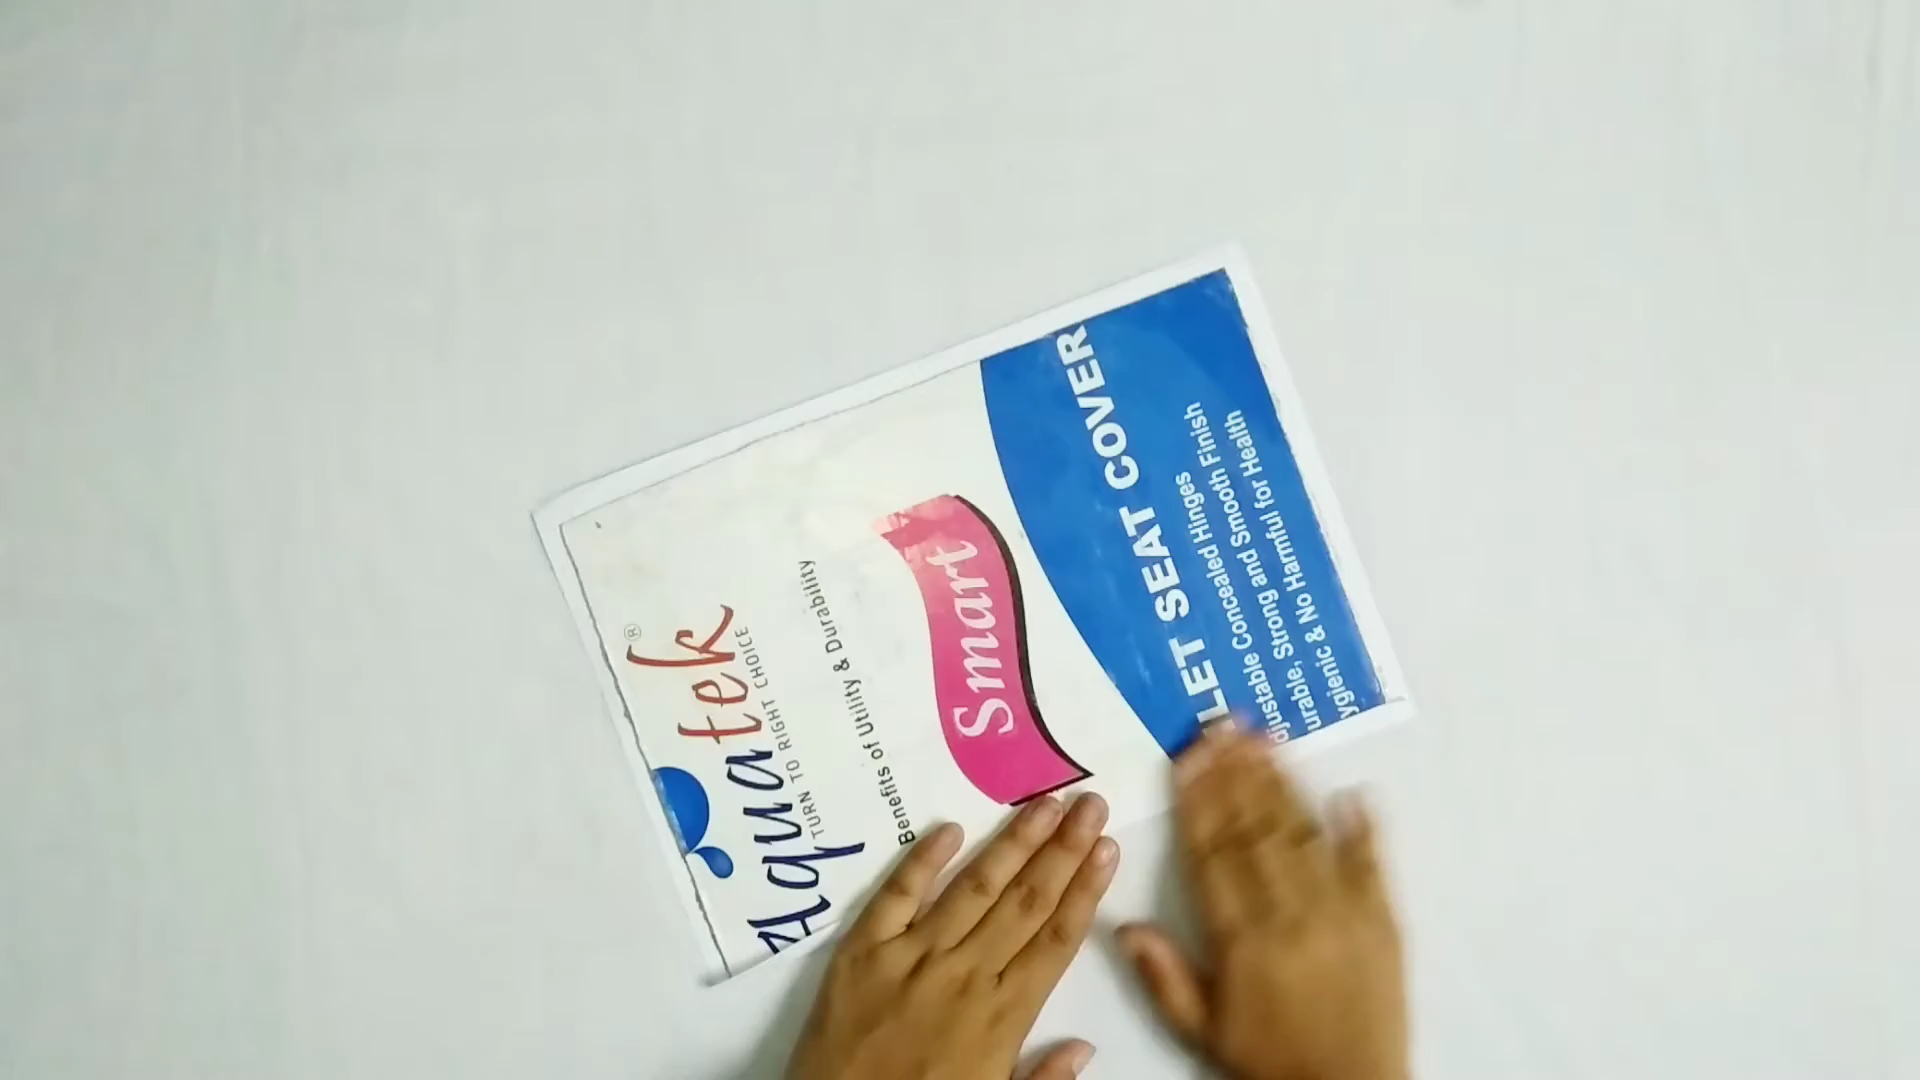 Aquatek®
TURN TO RIGHT CHOICE
Benefits of Utility & Durability
Smart
LET SEAT COVER
djustable Concealed Hinges
urable, Strong and Smooth Finish
ygienic & No Harmful for Health